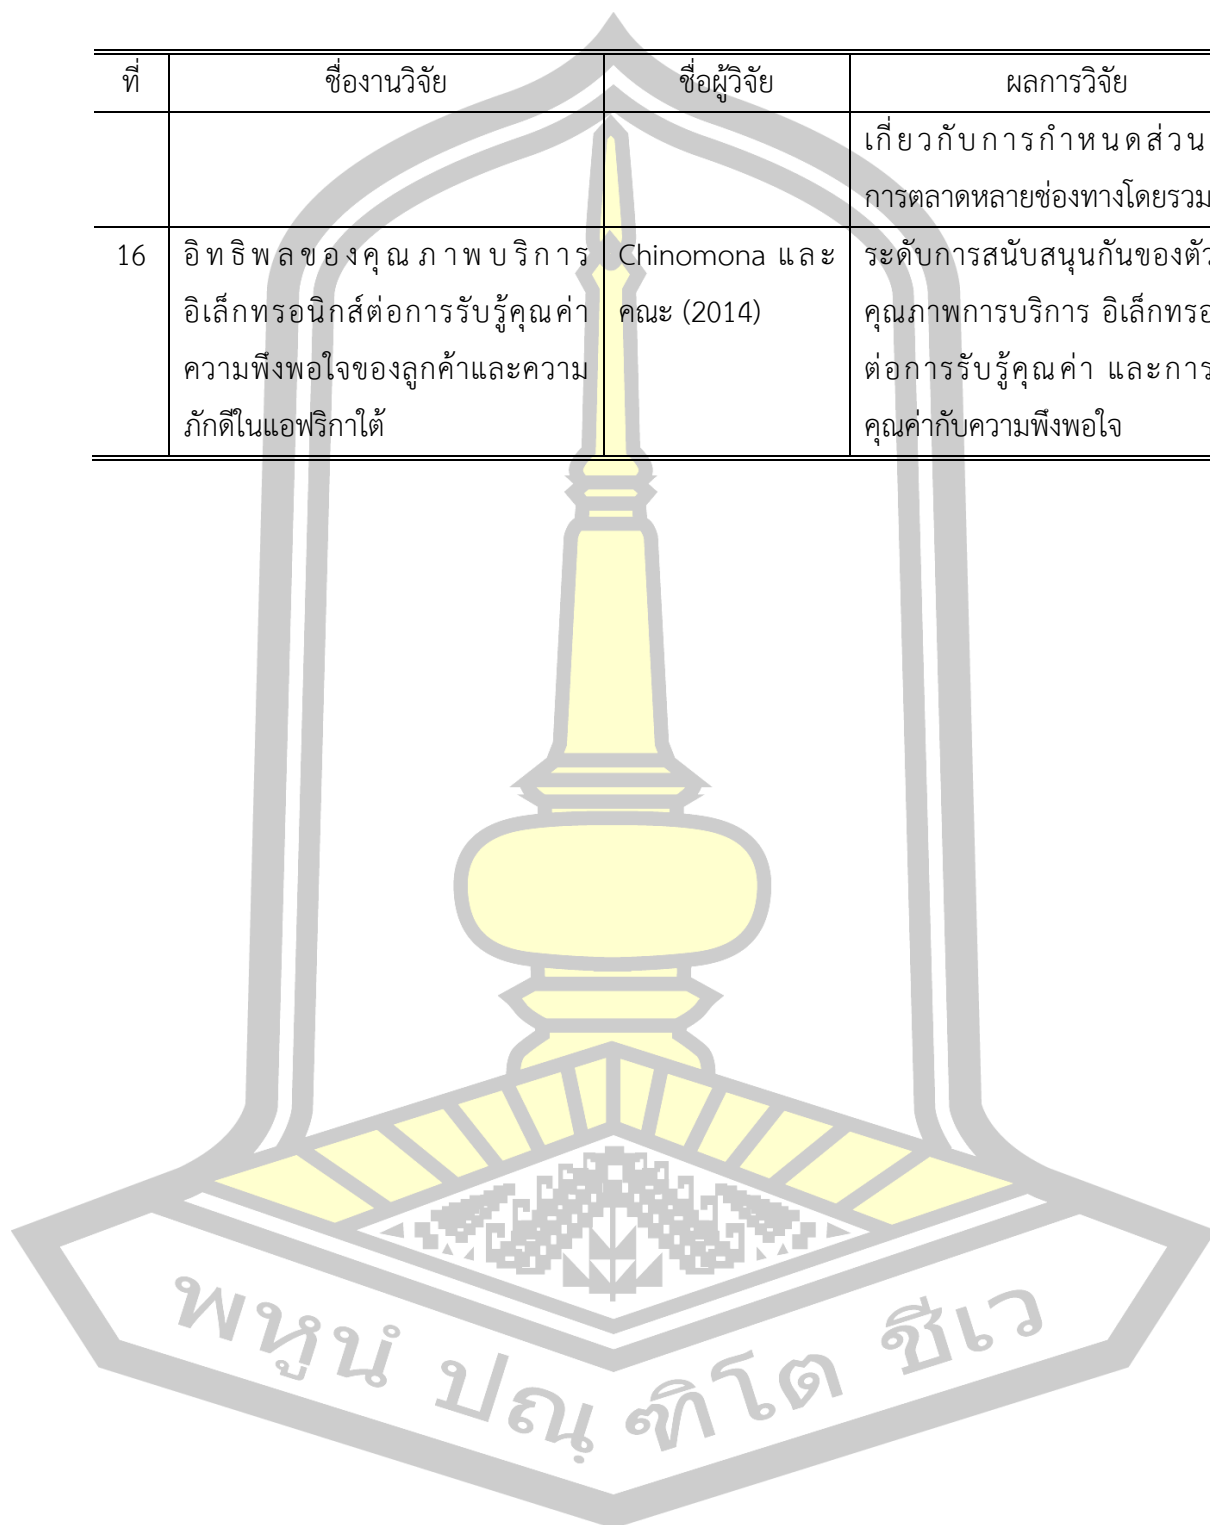 ที่ ชื่องานวิจัย ชื่อผู้วิจัย ผลการวิจัย
เกี่ยวกับการกำหนดส่วน
การตลาดหลายช่องทางโดยรวม
16 อิทธิพลของคุณภาพบริการ Chinomona และ ระดับการสนับสนุนกันของตัว
อิเล็กทรอนิกส์ต่อการรับรู้คุณค่า คณะ (2014) คุณภาพการบริการ
ความพึงพอใจของลูกค้าและความ ต่อการรับรู้คุณค่า และการ
ภักดีในแอฟริกาใต้ คุณค่ากับความพึงพอใจ
พหูนํ ปณฺฑิโต ชีเว